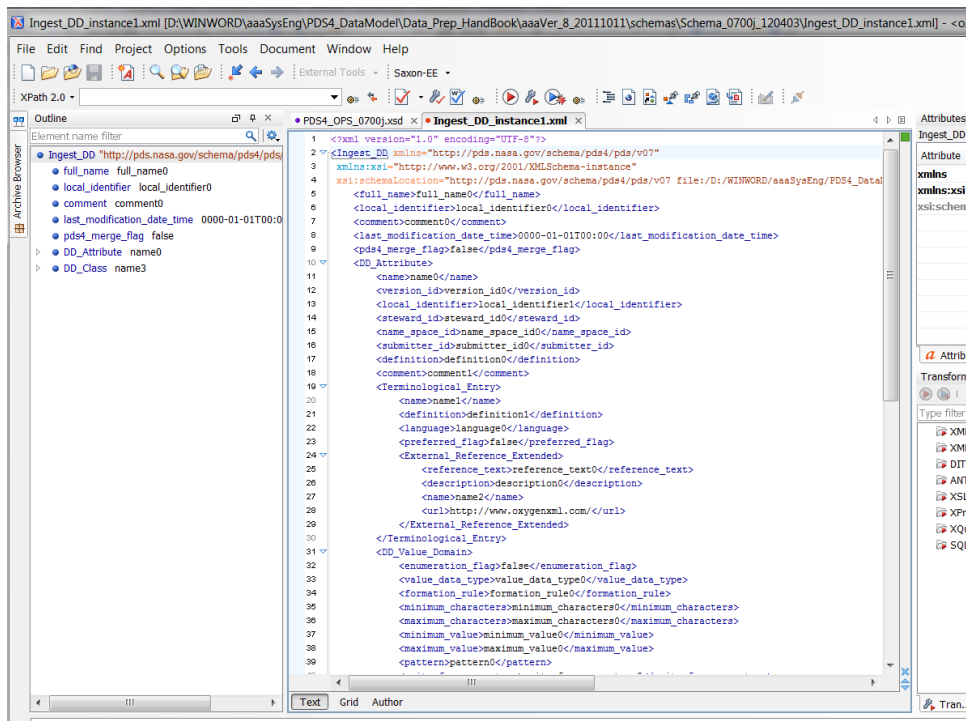 Ingest_DD_instance1.xml [D:\WINWORD\aaaSysEng\PDS4_DataModel\Data_Prep_HandBook\aaaVer_8_20111011\schemas\Schema_0700j_120403\Ingest_DD_instance1.xml] - <o
File Edit Find Project Options Tools Document Window Help
External Tools Saxon-EE
XPath 2.0
Outline
PDS4_OPS_0700j.xsd × Ingest_DD_instance1.xml ×
Attributes
Element name filter
Ingest_DD
Archive Browser
Ingest_DD "http://pds.nasa.gov/schema/pds4/pds/
full_name full_name0
local_identifier local_identifier0
comment comment0
last_modification_date_time 0000-01-01T00:0
pds4_merge_flag false
DD_Attribute name0
DD_Class name3
1 <?xml version="1.0" encoding="UTF-8"?>
2 <Ingest_DD xmlns="http://pds.nasa.gov/schema/pds4/pds/v07"
3 xmlns:xsi="http://www.w3.org/2001/XMLSchema-instance"
4 xsi:schemaLocation="http://pds.nasa.gov/schema/pds4/pds/v07 file:/D:/WINWORD/aaaSysEng/PDS4_DataM
5 <full_name>full_name0</full_name>
6 <local_identifier>local_identifier0</local_identifier>
7 <comment>comment0</comment>
8 <last_modification_date_time>0000-01-01T00:00</last_modification_date_time>
9 <pds4_merge_flag>false</pds4_merge_flag>
10 <DD_Attribute>
11 <name>name0</name>
12 <version_id>version_id0</version_id>
13 <local_identifier>local_identifier1</local_identifier>
14 <steward_id>steward_id0</steward_id>
15 <name_space_id>name_space_id0</name_space_id>
16 <submitter_id>submitter_id0</submitter_id>
17 <definition>definition0</definition>
18 <comment>comment1</comment>
19 <Terminological_Entry>
20 <name>name1</name>
21 <definition>definition1</definition>
22 <language>language0</language>
23 <preferred_flag>false</preferred_flag>
24 <External_Reference_Extended>
25 <reference_text>reference_text0</reference_text>
26 <description>description0</description>
27 <name>name2</name>
28 <url>http://www.oxygenxml.com/</url>
29 </External_Reference_Extended>
30 </Terminological_Entry>
31 <DD_Value_Domain>
32 <enumeration_flag>false</enumeration_flag>
33 <value_data_type>value_data_type0</value_data_type>
34 <formation_rule>formation_rule0</formation_rule>
35 <minimum_characters>minimum_characters0</minimum_characters>
36 <maximum_characters>maximum_characters0</maximum_characters>
37 <minimum_value>minimum_value0</minimum_value>
38 <maximum_value>maximum_value0</maximum_value>
39 <pattern>pattern0</pattern>
Text Grid Author
Attribute
xmlns
xmlns:xsi
xsi:schem
a Attrib
Transform
Type filter
XMI
XMI
DIT
ANT
XSL
XPr
XQu
SQL
Tran...